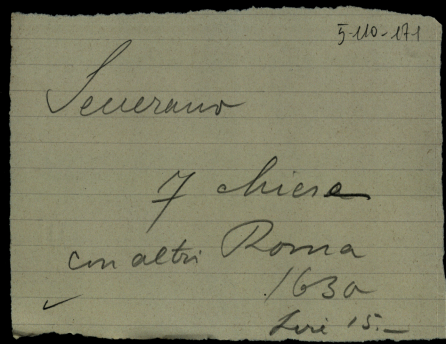 5-110-171
Severano
7 chiese
con altri Roma
1630
Lire 15.-